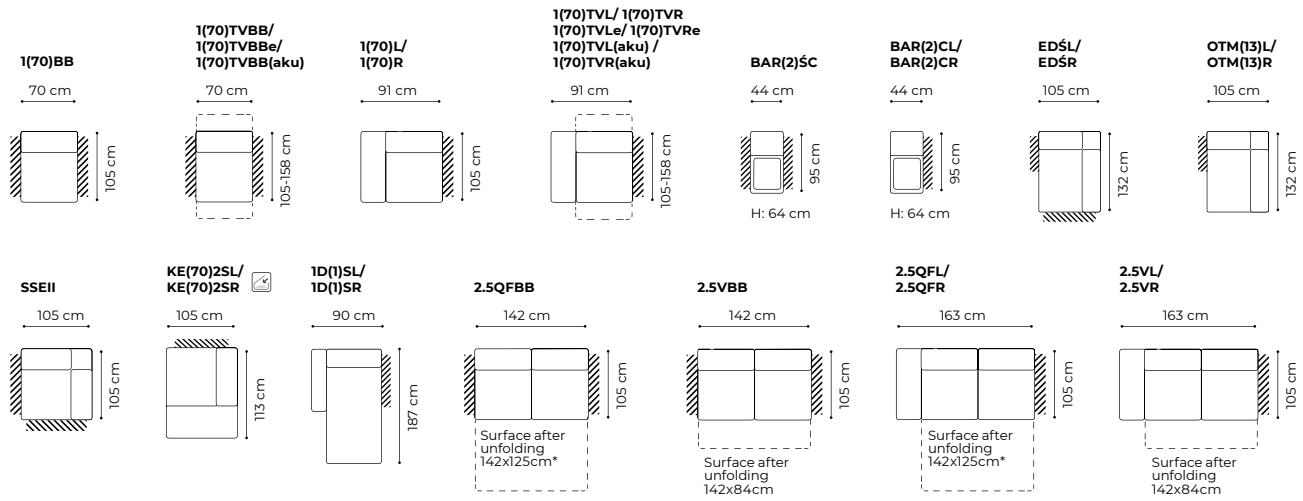 1(70)BB
70 cm
105 cm
1(70)TVBB/
1(70)TVBBe/
1(70)TVBB(aku)
70 cm
105-158 cm
1(70)L/
1(70)R
91 cm
105 cm
1(70)TVL/ 1(70)TVR
1(70)TVLe/ 1(70)TVRe
1(70)TVL(aku) /
1(70)TVR(aku)
91 cm
105-158 cm
BAR(2)ŚC
44 cm
95 cm
H: 64 cm
BAR(2)CL/
BAR(2)CR
44 cm
95 cm
H: 64 cm
EDŚL/
EDŚR
105 cm
132 cm
OTM(13)L/
OTM(13)R
105 cm
132 cm
SSEII
105 cm
105 cm
KE(70)2SL/
KE(70)2SR
105 cm
113 cm
1D(1)SL/
1D(1)SR
90 cm
187 cm
2.5QFBB
142 cm
105 cm
Surface after
unfolding
142x125cm*
2.5VBB
142 cm
105 cm
Surface after
unfolding
142x84cm
2.5QFL/
2.5QFR
163 cm
105 cm
Surface after
unfolding
142x125cm*
2.5VL/
2.5VR
163 cm
105 cm
Surface after
unfolding
142x84cm